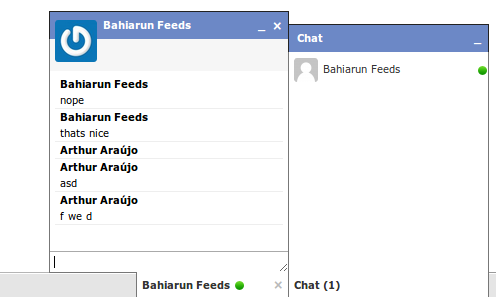 Bahiarun Feeds _ ×
Bahiarun Feeds
nope
Bahiarun Feeds
thats nice
Arthur Araújo
Arthur Araújo
asd
Arthur Araújo
f we d
Bahiarun Feeds ×
Chat _
Bahiarun Feeds
Chat (1)